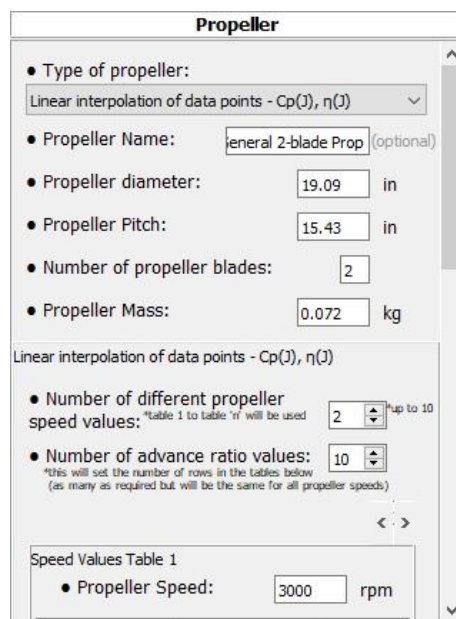 Propeller
• Type of propeller:
Linear interpolation of data points - Cp(J), η(J)
• Propeller Name: General 2-blade Prop (optional)
• Propeller diameter: 19.09 in
• Propeller Pitch: 15.43 in
• Number of propeller blades: 2
• Propeller Mass: 0.072 kg
Linear interpolation of data points - Cp(J), η(J)
• Number of different propeller
speed values: *table 1 to table 'n' will be used 2 *up to 10
• Number of advance ratio values: 10
*this will set the number of rows in the tables below
(as many as required but will be the same for all propeller speeds)
< >
Speed Values Table 1
• Propeller Speed: 3000 rpm